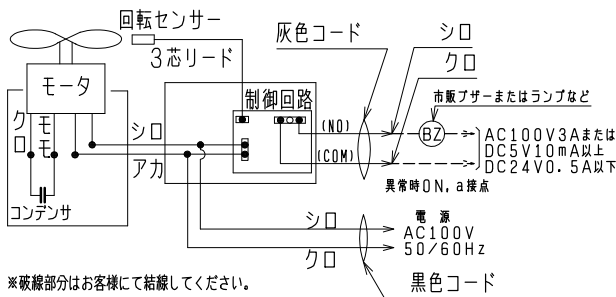 回転センサー
3芯リード
モータ
クロ
モモ
コンデンサ
シロ
アカ
制御回路
灰色コード
シロ
クロ
市販ブザーまたはランプなど
(NO)
(COM)
BZ
AC100V3Aまたは
DC5V10mA以上
DC24V0.5A以下
異常時ON,a接点
シロ
クロ
電源
AC100V
50/60Hz
黒色コード
※破線部分はお客様にて結線してください。